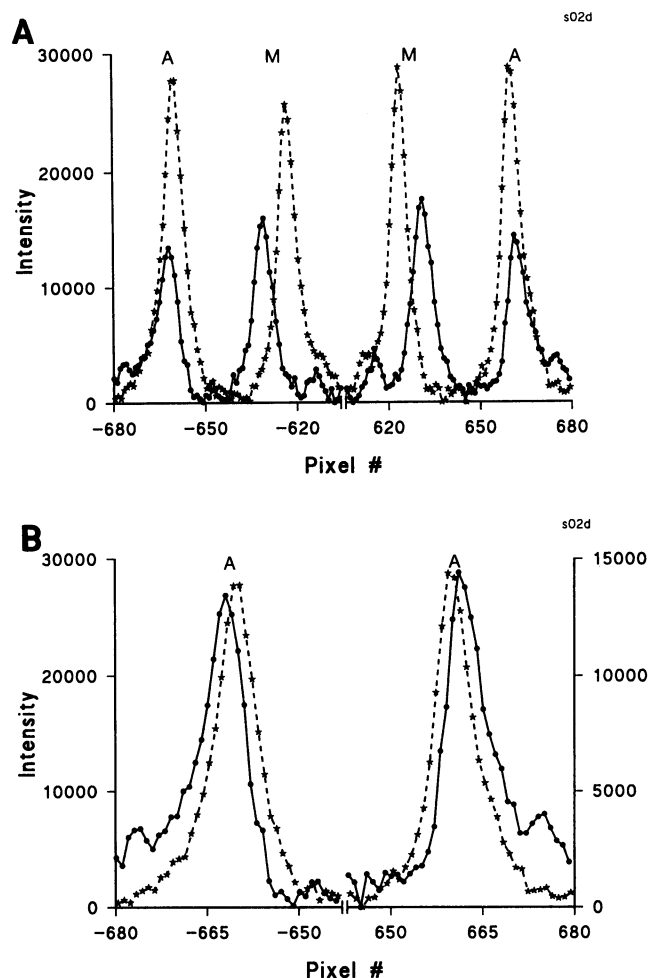 A
s02d
A M M A
30000
20000
10000
0
Intensity
−680 −650 −620 620 650 680
Pixel #
B
s02d
A A
30000 15000
20000 10000
10000 5000
0 0
Intensity
−680 −665 −650 650 665 680
Pixel #